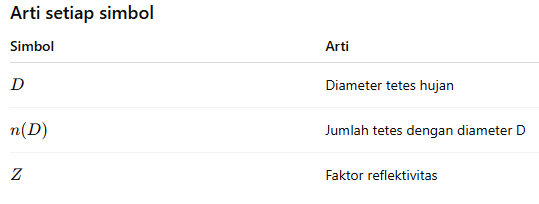 Arti setiap simbol
Simbol Arti
D Diameter tetes hujan
n(D) Jumlah tetes dengan diameter D
Z Faktor reflektivitas